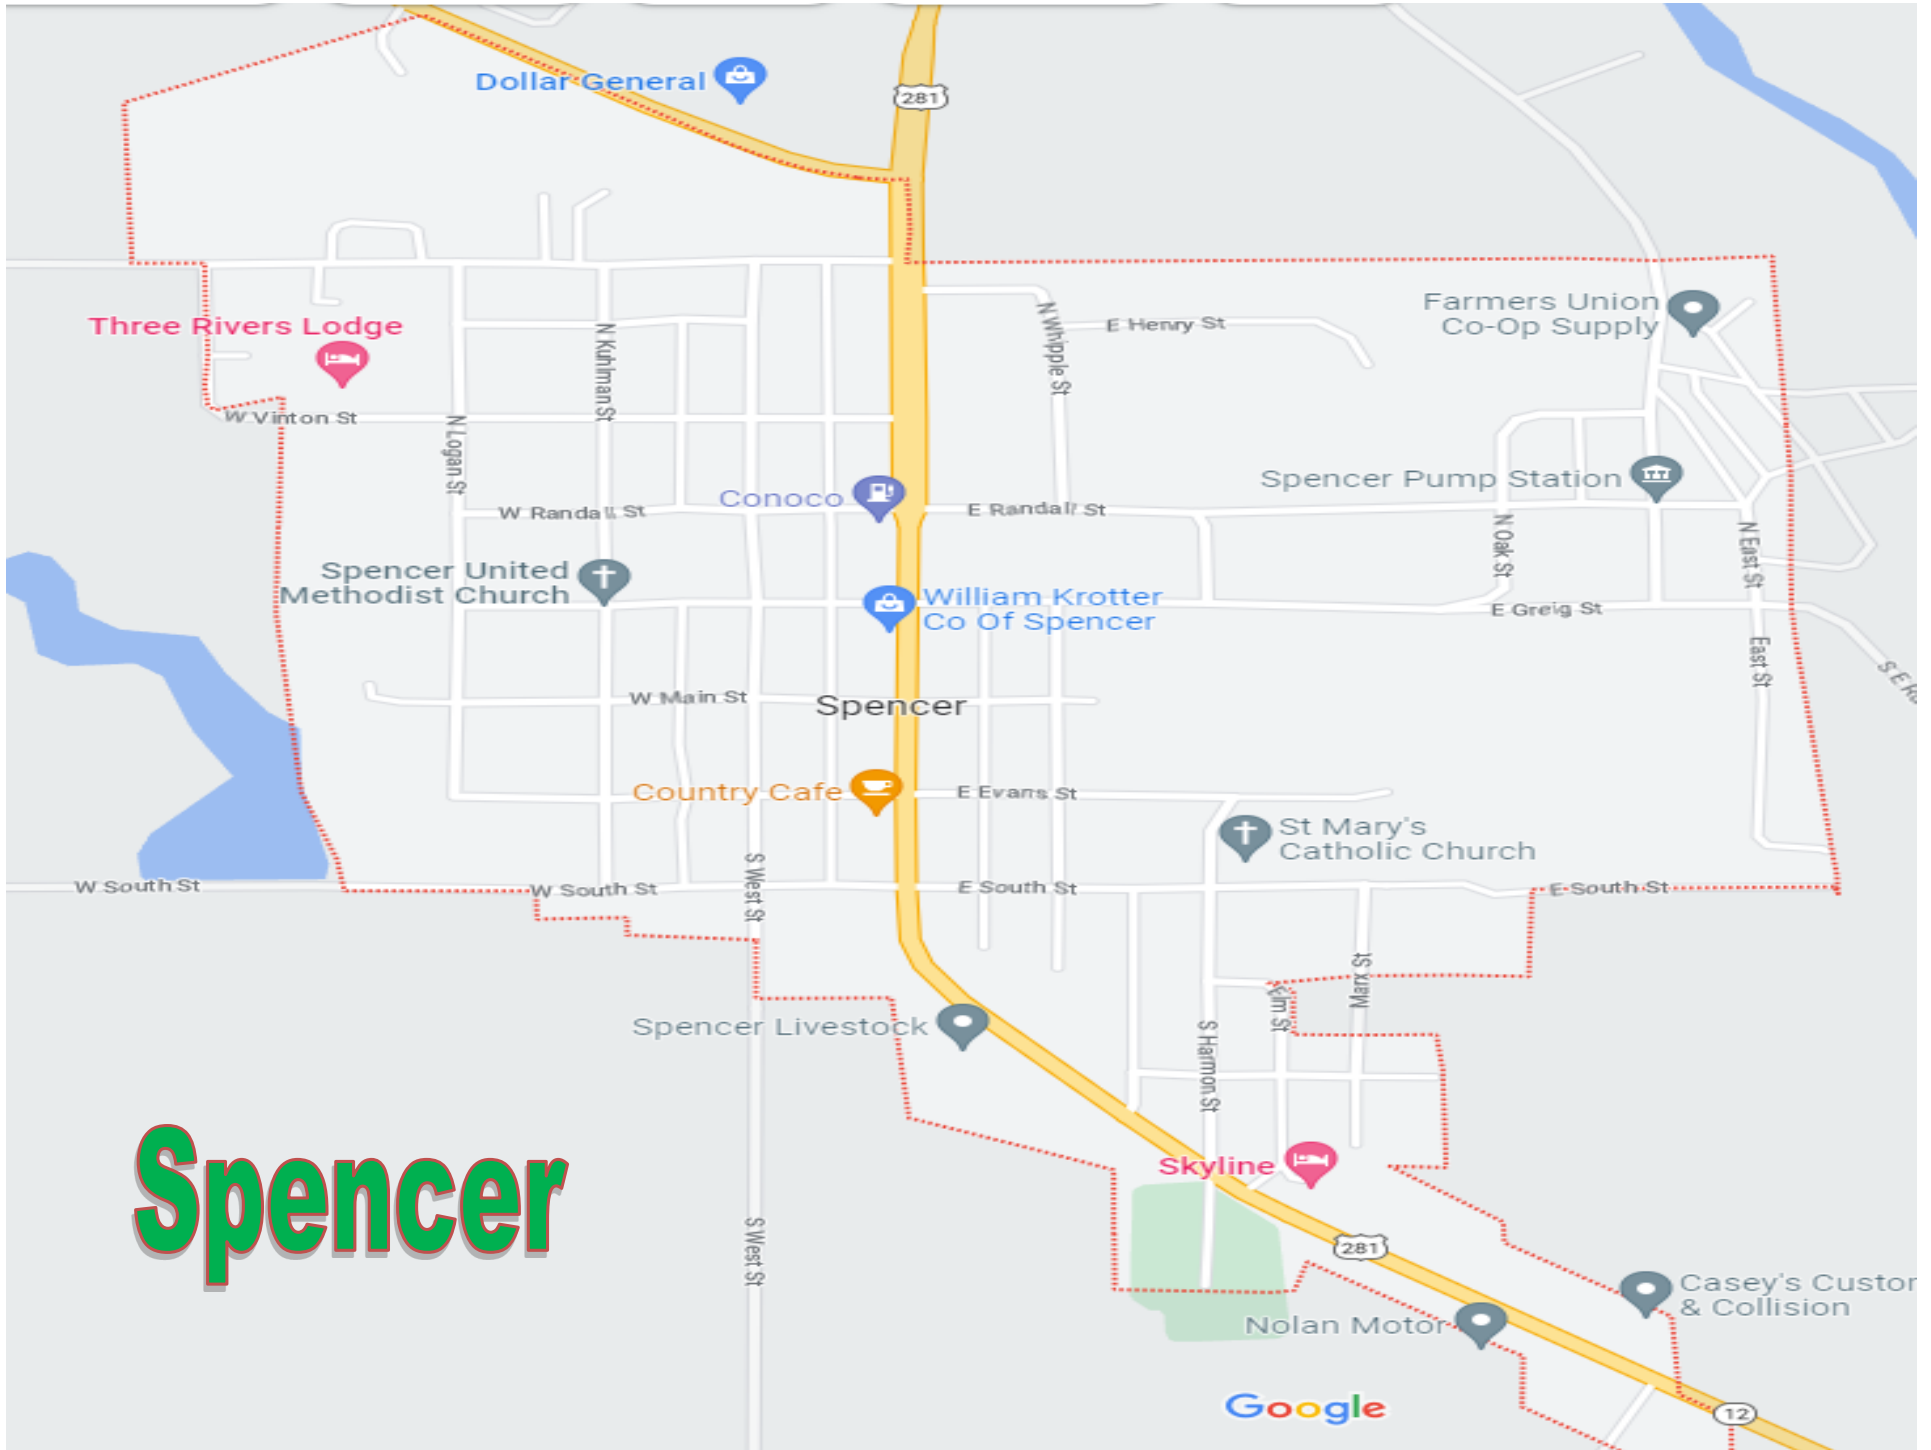 Dollar General
281
Three Rivers Lodge
N Kuhlman St
N Whipple St
E Henry St
Farmers Union
Co-Op Supply
W Vinton St
N Logan St
Conoco
W Randall St
E Randall St
Spencer Pump Station
N Oak St
N East St
Spencer United
Methodist Church
William Krotter
Co Of Spencer
E Greig St
East St
W Main St
Spencer
Country Cafe
E Evans St
St Mary's
Catholic Church
W South St
W South St
S West St
E South St
E South St
Marx St
Elm St
Spencer Livestock
S Harmon St
Skyline
Spencer
S West St
281
Casey's Custom
& Collision
Nolan Motor
Google
12